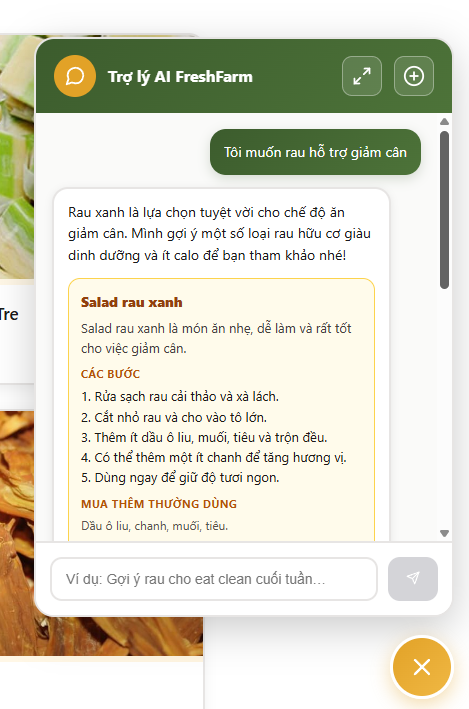 Trợ lý AI FreshFarm
Tôi muốn rau hỗ trợ giảm cân
Rau xanh là lựa chọn tuyệt vời cho chế độ ăn
giảm cân. Mình gợi ý một số loại rau hữu cơ giàu
dinh dưỡng và ít calo để bạn tham khảo nhé!
Tre
Salad rau xanh
Salad rau xanh là món ăn nhẹ, dễ làm và rất tốt
cho việc giảm cân.
CÁC BƯỚC
1. Rửa sạch rau cải thảo và xà lách.
2. Cắt nhỏ rau và cho vào tô lớn.
3. Thêm ít dầu ô liu, muối, tiêu và trộn đều.
4. Có thể thêm một ít chanh để tăng hương vị.
5. Dùng ngay để giữ độ tươi ngon.
MUA THÊM THƯỜNG DÙNG
Dầu ô liu, chanh, muối, tiêu.
Ví dụ: Gợi ý rau cho eat clean cuối tuần...